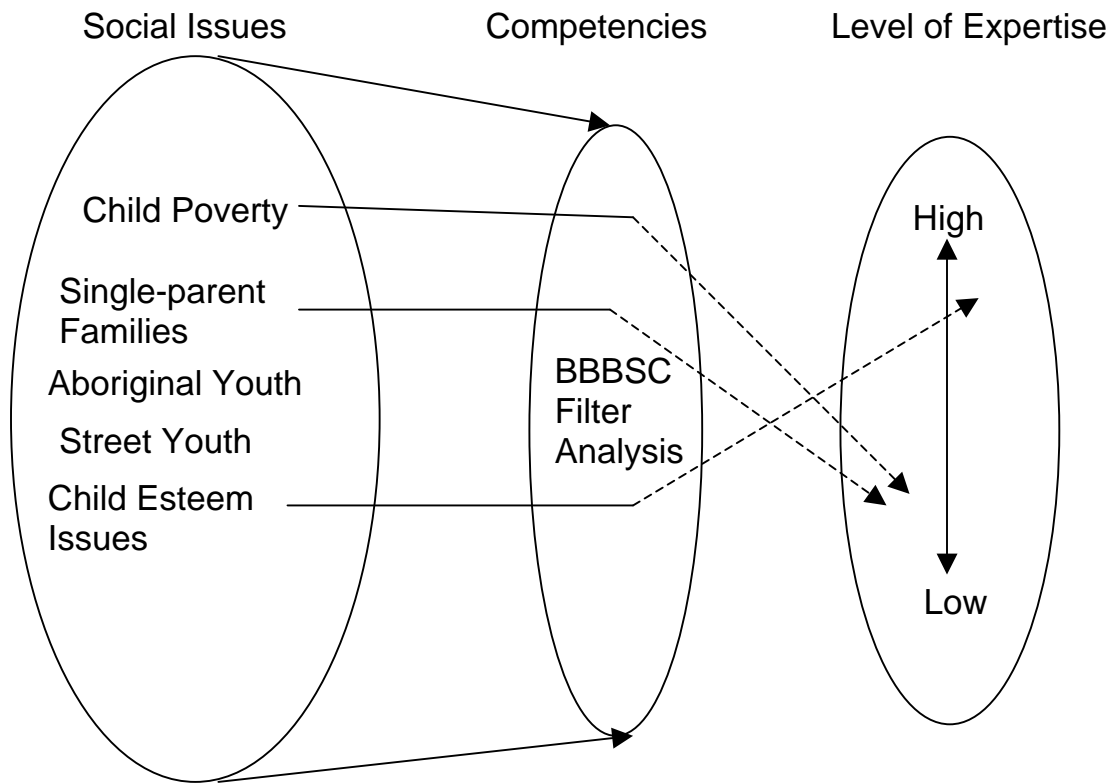 Social Issues
Competencies
Level of Expertise
Child Poverty
Single-parent
Families
Aboriginal Youth
Street Youth
Child Esteem
Issues
BBBSC
Filter
Analysis
High
Low